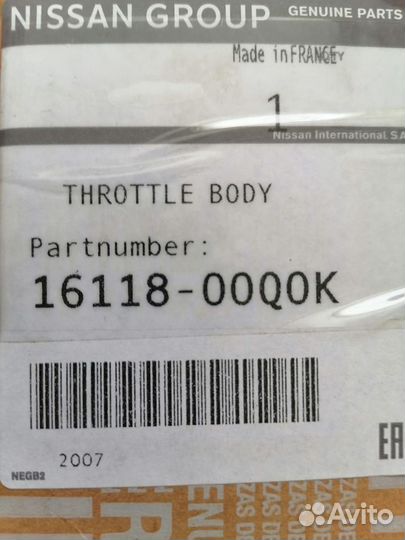 NISSAN GROUP GENUINE PARTS
Made in FRANCE
1
Nissan International S.A
THROTTLE BODY
Partnumber:
16118-00Q0K
2007
EAC
NEGB2
Avito